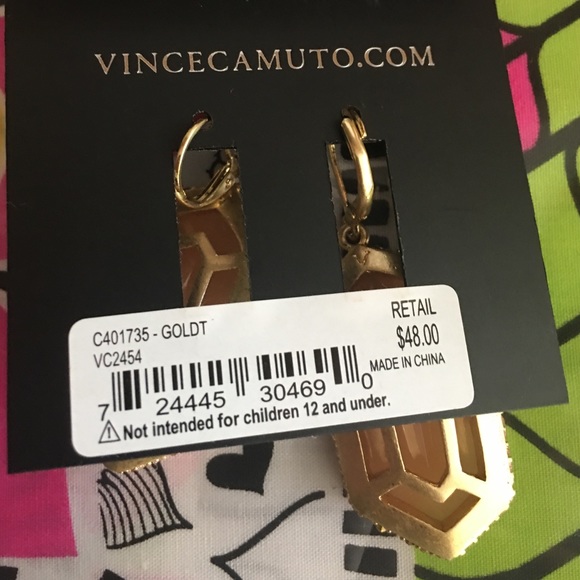 VINCECAMUTO.COM
C401735 - GOLDT
VC2454
RETAIL
$48.00
MADE IN CHINA
7 24445 30469 0
⚠ Not intended for children 12 and under.